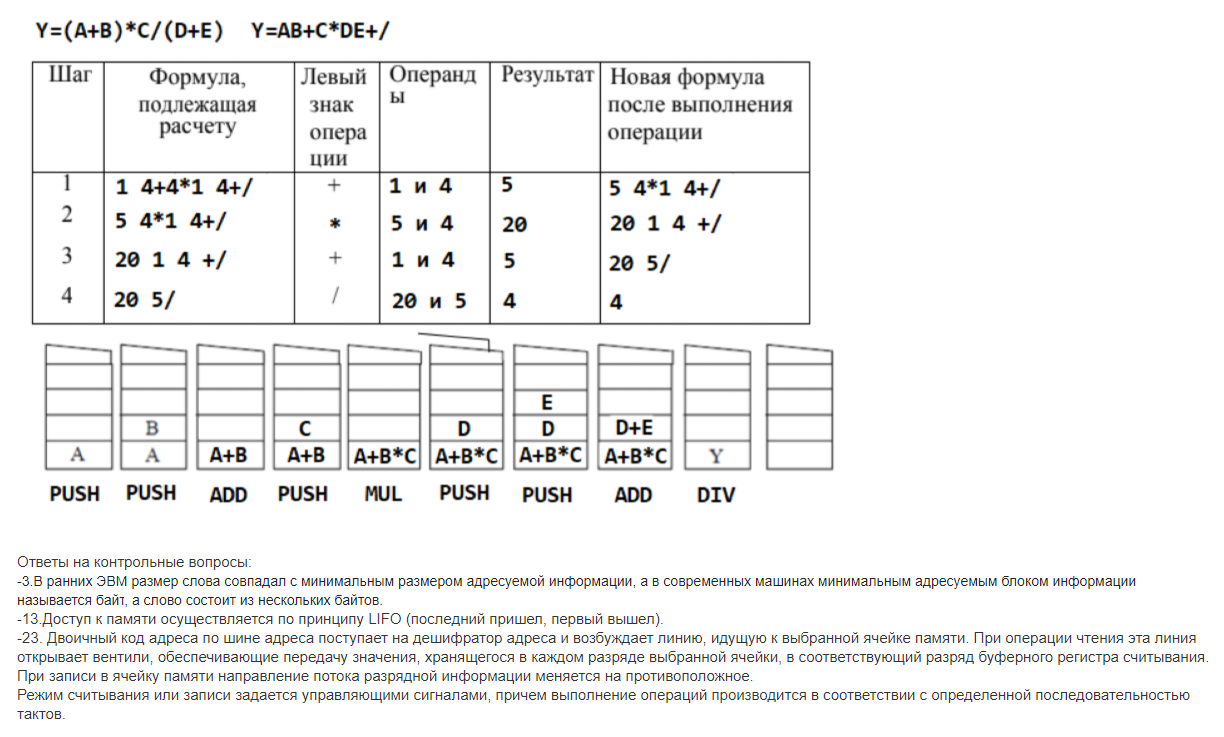 Y=(A+B)*C/(D+E) Y=AB+C*DE+/
Шаг Формула, подлежащая расчету Левый знак опера ции Операнд ы Результат Новая формула после выполнения операции
1 1 4+4*1 4+/ + 1 и 4 5 5 4*1 4+/
2 5 4*1 4+/ * 5 и 4 20 20 1 4 +/
3 20 1 4 +/ + 1 и 4 5 20 5/
4 20 5/ / 20 и 5 4 4
E
B C D D D+E
A A A+B A+B A+B*C A+B*C A+B*C A+B*C Y
PUSH PUSH ADD PUSH MUL PUSH PUSH ADD DIV
Ответы на контрольные вопросы:
-3.В ранних ЭВМ размер слова совпадал с минимальным размером адресуемой информации, а в современных машинах минимальным адресуемым блоком информации
называется байт, а слово состоит из нескольких байтов.
-13.Доступ к памяти осуществляется по принципу LIFO (последний пришел, первый вышел).
-23. Двоичный код адреса по шине адреса поступает на дешифратор адреса и возбуждает линию, идущую к выбранной ячейке памяти. При операции чтения эта линия
открывает вентили, обеспечивающие передачу значения, хранящегося в каждом разряде выбранной ячейки, в соответствующий разряд буферного регистра считывания.
При записи в ячейку памяти направление потока разрядной информации меняется на противоположное.
Режим считывания или записи задается управляющими сигналами, причем выполнение операций производится в соответствии с определенной последовательностью
тактов.